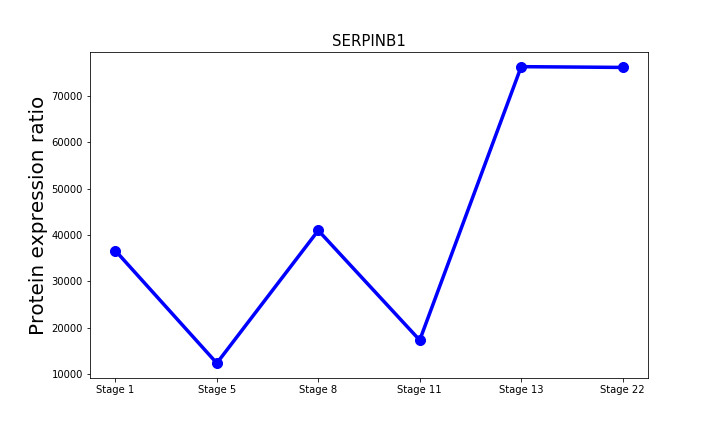 SERPINB1
Protein expression ratio
70000
60000
50000
40000
30000
20000
10000
Stage 1 Stage 5 Stage 8 Stage 11 Stage 13 Stage 22